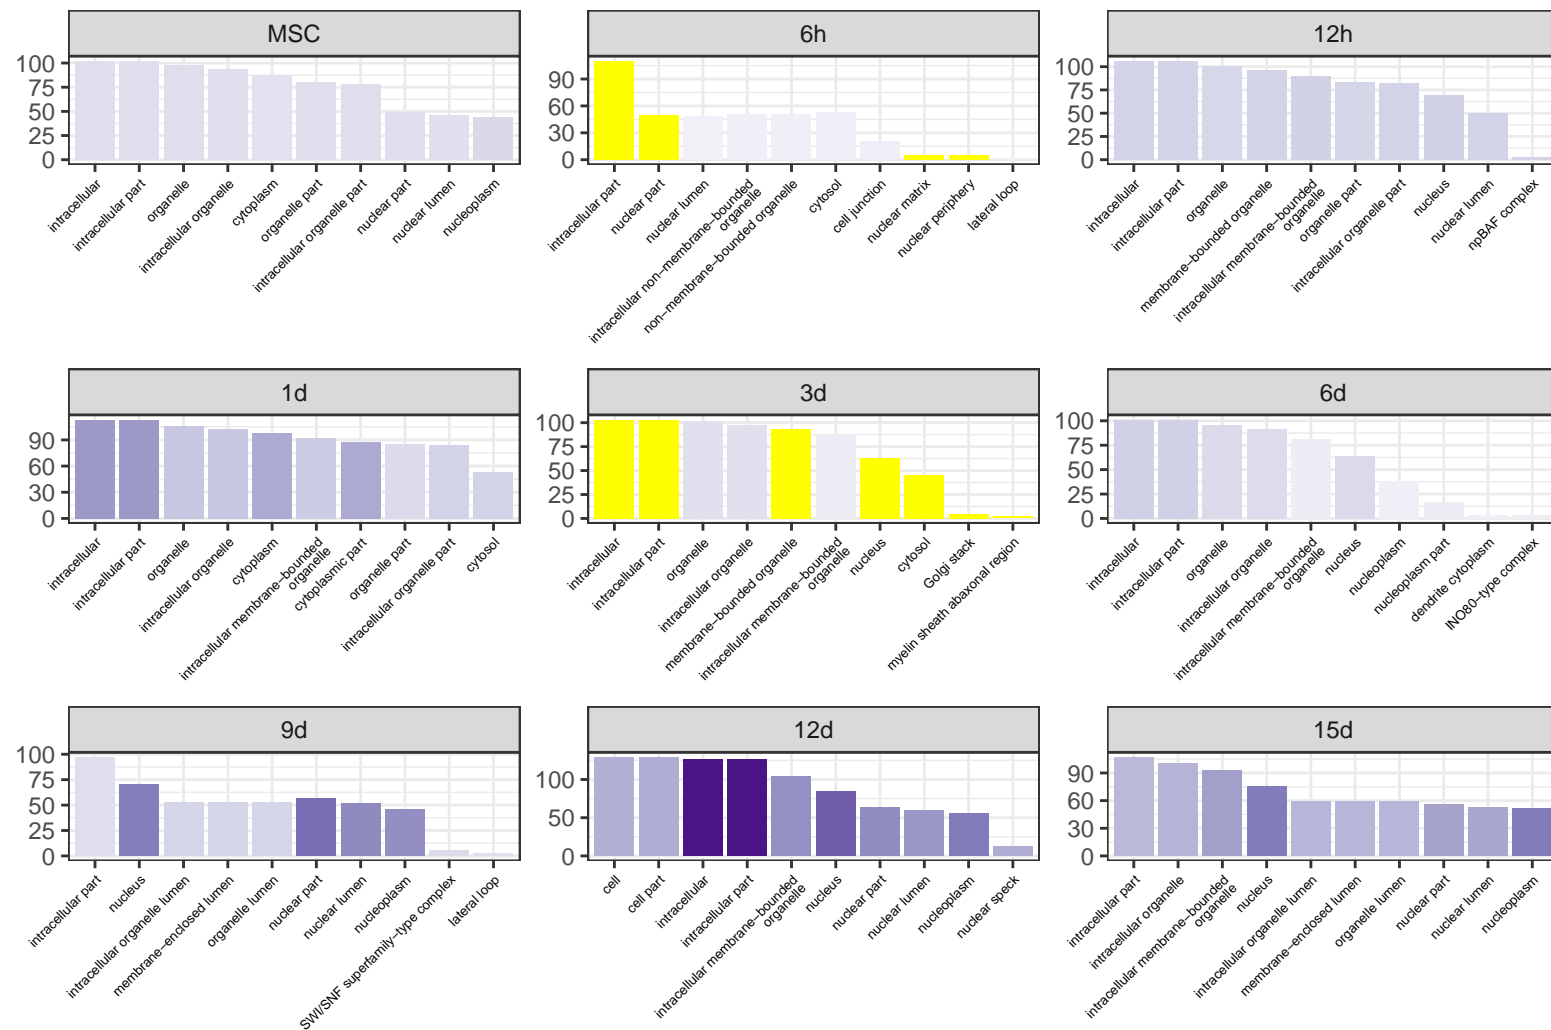 MSC
100
75
50
25
0
intracellular
intracellular part
organelle
intracellular organelle
cytoplasm
organelle part
intracellular organelle part
nuclear part
nuclear lumen
nucleoplasm
6h
90
60
30
0
intracellular part
nuclear part
nuclear lumen
intracellular non−membrane−bounded
organelle
non−membrane−bounded organelle
cytosol
cell junction
nuclear matrix
nuclear periphery
lateral loop
12h
100
75
50
25
0
intracellular
intracellular part
organelle
membrane−bounded organelle
intracellular membrane−bounded
organelle
organelle part
intracellular organelle part
nucleus
nuclear lumen
npBAF complex
1d
90
60
30
0
intracellular
intracellular part
organelle
intracellular organelle
cytoplasm
intracellular membrane−bounded
organelle
cytoplasmic part
organelle part
intracellular organelle part
cytosol
3d
100
75
50
25
0
intracellular
intracellular part
organelle
intracellular organelle
membrane−bounded organelle
intracellular membrane−bounded
organelle
nucleus
cytosol
Golgi stack
myelin sheath abaxonal region
6d
100
75
50
25
0
intracellular
intracellular part
organelle
intracellular organelle
intracellular membrane−bounded
organelle
nucleus
nucleoplasm
nucleoplasm part
dendrite cytoplasm
INO80−type complex
9d
100
75
50
25
0
intracellular part
nucleus
intracellular organelle lumen
membrane−enclosed lumen
organelle lumen
nuclear part
nuclear lumen
nucleoplasm
SWI/SNF superfamily−type complex
lateral loop
12d
100
50
0
cell
cell part
intracellular
intracellular part
intracellular membrane−bounded
organelle
nucleus
nuclear part
nuclear lumen
nucleoplasm
nuclear speck
15d
90
60
30
0
intracellular part
intracellular organelle
intracellular membrane−bounded
organelle
nucleus
intracellular organelle lumen
membrane−enclosed lumen
organelle lumen
nuclear part
nuclear lumen
nucleoplasm